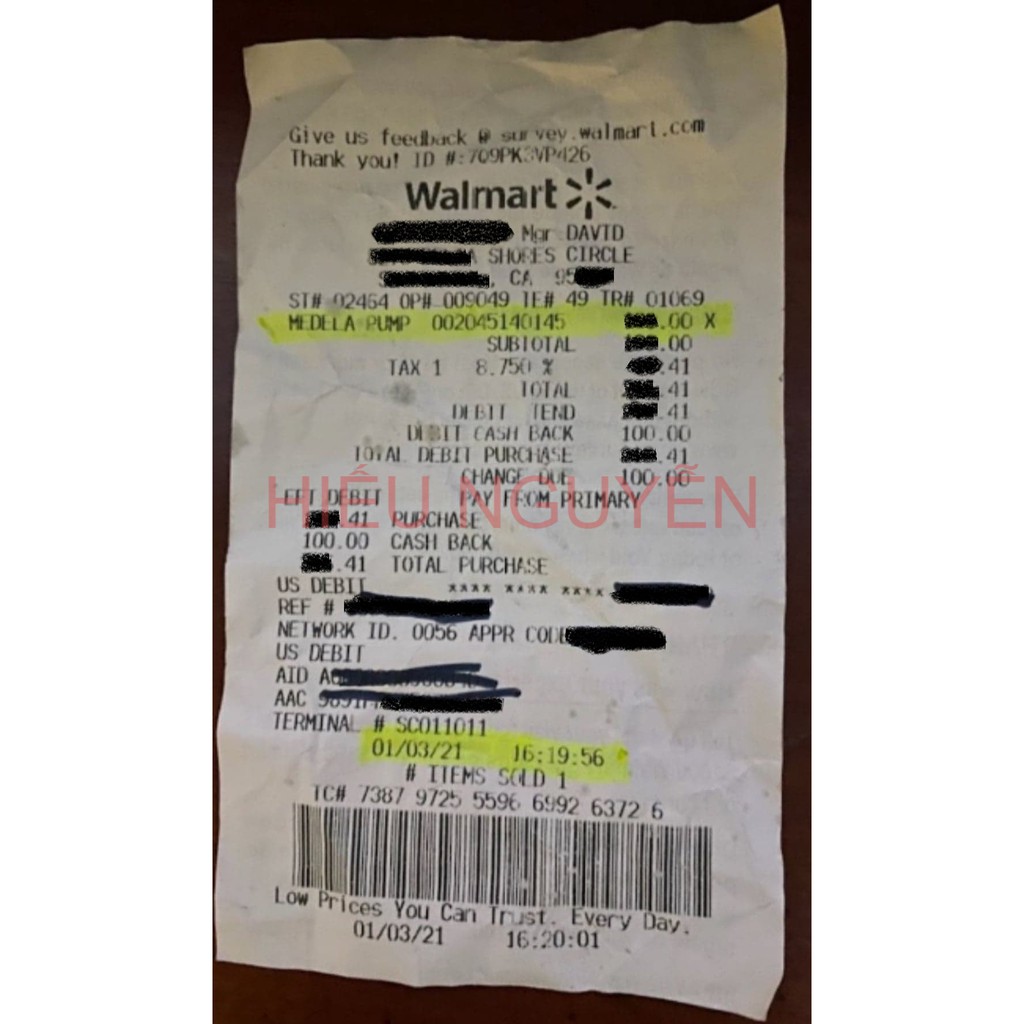 Give us feedback @ survey.walmart.com
Thank you! ID #:709PK3VP426
Walmart
Mgr DAVID
SHORES CIRCLE
, CA 95
ST# 02464 OP# 009049 TE# 49 TR# 01069
MEDELA PUMP 002045140145 .00 X
SUBTOTAL .00
TAX 1 8.750 % .41
TOTAL .41
DEBIT TEND .41
DEBIT CASH BACK 100.00
TOTAL DEBIT PURCHASE .41
CHANGE DUE 100.00
HIẾU NGUYỄN
EFT DEBIT PAY FROM PRIMARY
.41 PURCHASE
100.00 CASH BACK
.41 TOTAL PURCHASE
US DEBIT **** **** ****
REF #
NETWORK ID. 0056 APPR CODE
US DEBIT
AID
AAC
TERMINAL # SC011011
01/03/21 16:19:56
# ITEMS SOLD 1
TC# 7387 9725 5596 6992 6372 6
Low Prices You Can Trust. Every Day.
01/03/21 16:20:01